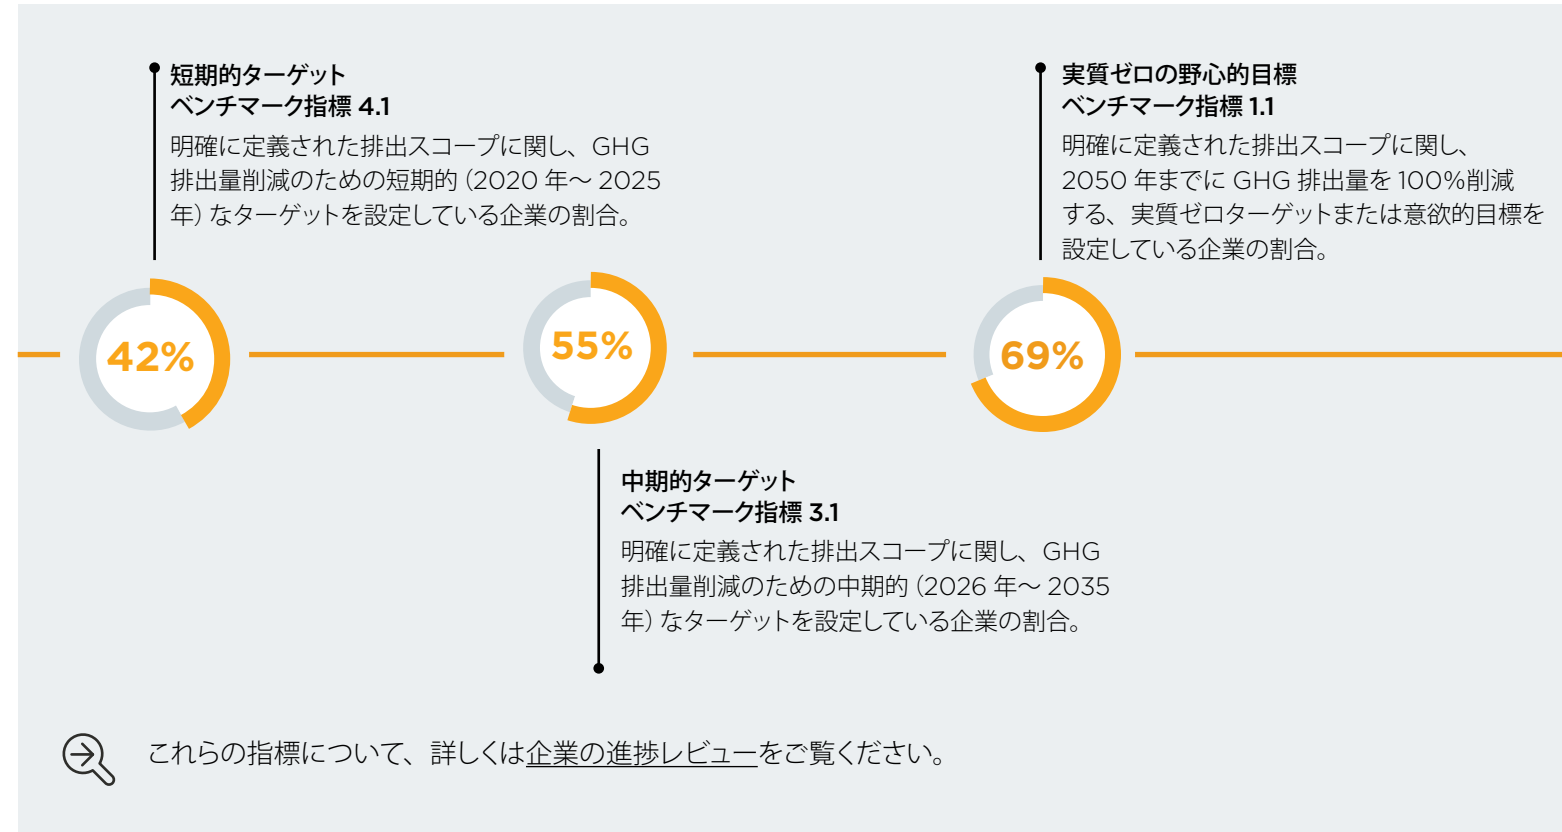 短期的ターゲット
ベンチマーク指標 4.1
明確に定義された排出スコープに関し、GHG
排出量削減のための短期的（2020 年～ 2025
年）なターゲットを設定している企業の割合。
実質ゼロの野心的目標
ベンチマーク指標 1.1
明確に定義された排出スコープに関し、
2050 年までに GHG 排出量を 100％削減
する、実質ゼロターゲットまたは意欲的目標を
設定している企業の割合。
42%
55%
69%
中期的ターゲット
ベンチマーク指標 3.1
明確に定義された排出スコープに関し、GHG
排出量削減のための中期的（2026 年～ 2035
年）なターゲットを設定している企業の割合。
これらの指標について、詳しくは企業の進捗レビューをご覧ください。